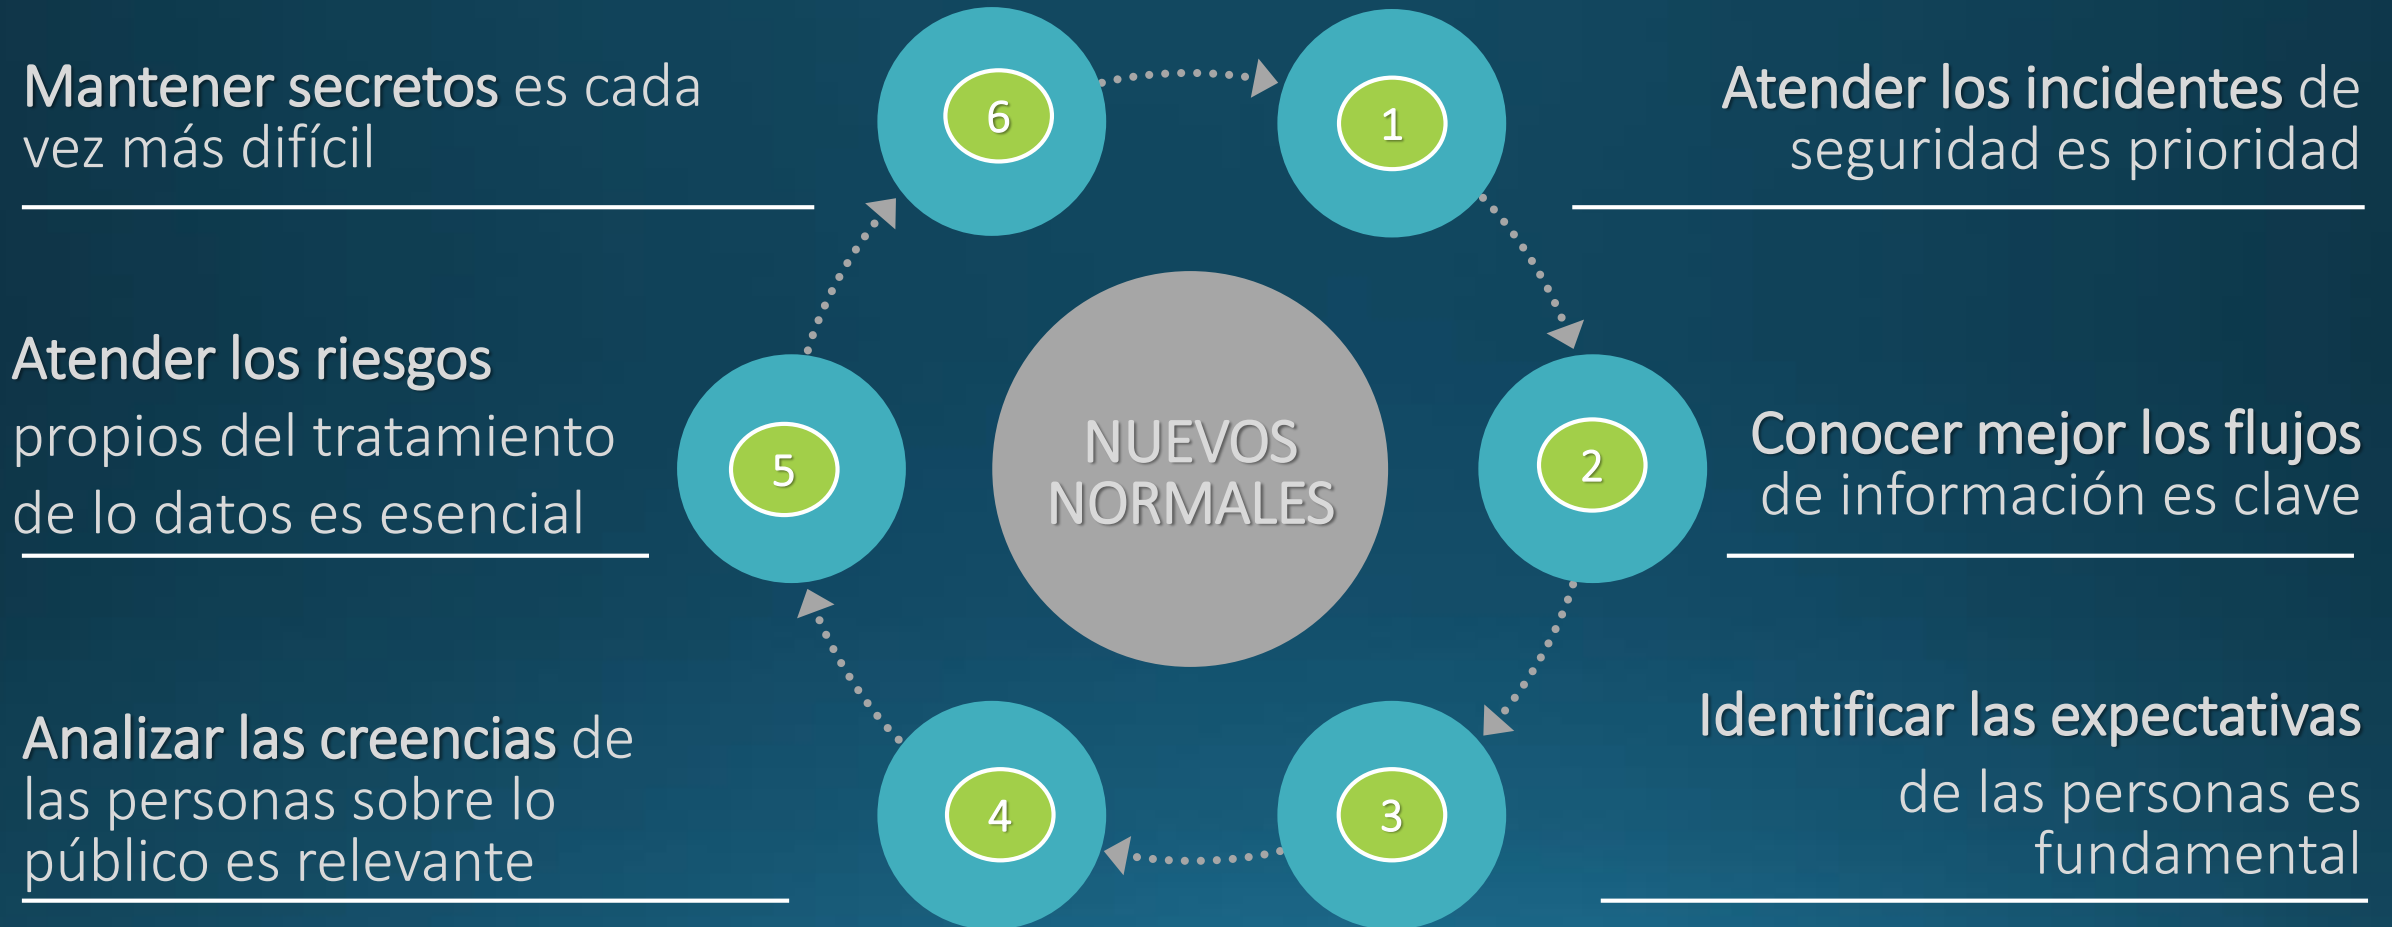 Mantener secretos es cada
vez más difícil
6
1
Atender los incidentes de
seguridad es prioridad
Atender los riesgos
propios del tratamiento
de lo datos es esencial
5
NUEVOS
NORMALES
2
Conocer mejor los flujos
de información es clave
Analizar las creencias de
las personas sobre lo
público es relevante
4
3
Identificar las expectativas
de las personas es
fundamental